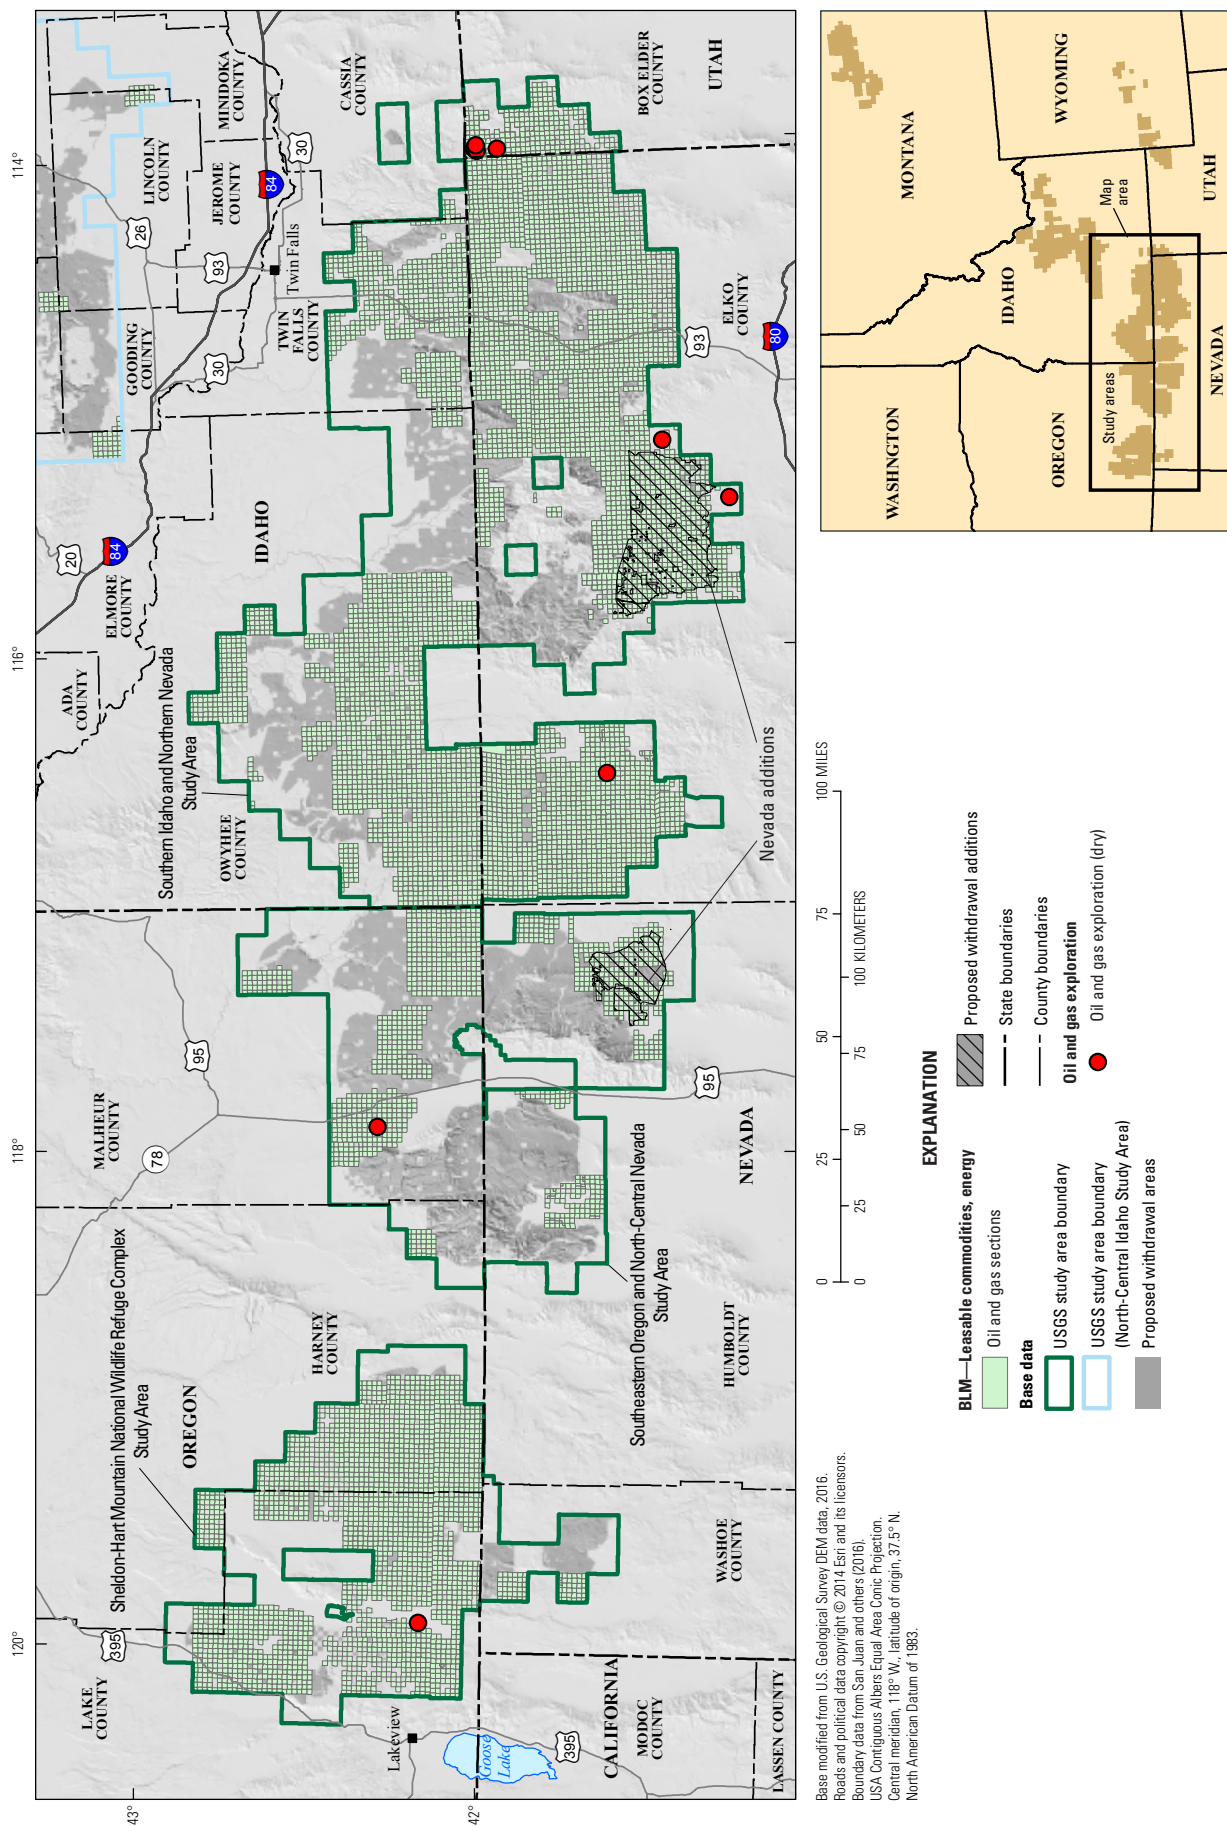 120°
118°
116°
114°
43°
42°
LAKE
COUNTY
395
Sheldon-Hart Mountain National Wildlife Refuge Complex
Study Area
OREGON
HARNEY
COUNTY
MALHEUR
COUNTY
78
95
OWYHEE
COUNTY
Southern Idaho and Northern Nevada
Study Area
ADA
COUNTY
ELMORE
COUNTY
20
84
IDAHO
GOODING
COUNTY
30
26
93
LINCOLN
COUNTY
JEROME
COUNTY
84
MINIDOKA
COUNTY
30
Twin Falls
TWIN
FALLS
COUNTY
CASSIA
COUNTY
Lakeview
Goose
Lake
395
CALIFORNIA
MODOC
COUNTY
LASSEN COUNTY
WASHOE
COUNTY
HUMBOLDT
COUNTY
Southeastern Oregon and North-Central Nevada
Study Area
NEVADA
95
Nevada additions
ELKO
COUNTY
93
80
BOX ELDER
COUNTY
UTAH
Base modified from U.S. Geological Survey DEM data, 2016.
Roads and political data copyright © 2014 Esri and its licensors.
Boundary data from San Juan and others (2016).
USA Contiguous Albers Equal Area Conic Projection.
Central meridian, 118° W., latitude of origin, 37.5° N.
North American Datum of 1983.
0 25 50 75 100 MILES
0 25 50 75 100 KILOMETERS
EXPLANATION
BLM—Leasable commodities, energy
Oil and gas sections
Base data
USGS study area boundary
USGS study area boundary
(North-Central Idaho Study Area)
Proposed withdrawal areas
Proposed withdrawal additions
State boundaries
County boundaries
Oil and gas exploration
Oil and gas exploration (dry)
WASHNGTON
MONTANA
OREGON
IDAHO
WYOMING
Study areas
Map
area
NEVADA
UTAH